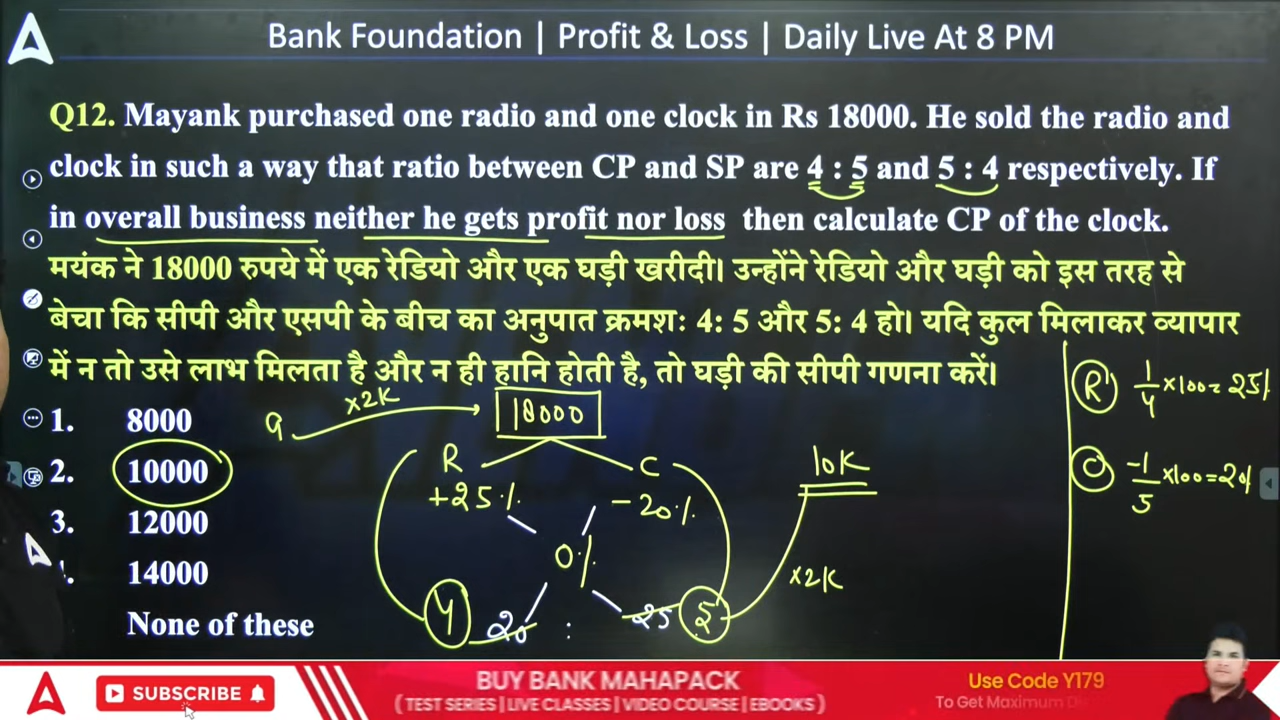 Bank Foundation | Profit & Loss | Daily Live At 8 PM
Q12. Mayank purchased one radio and one clock in Rs 18000. He sold the radio and
clock in such a way that ratio between CP and SP are 4 : 5 and 5 : 4 respectively. If
in overall business neither he gets profit nor loss then calculate CP of the clock.
मयंक ने 18000 रुपये में एक रेडियो और एक घड़ी खरीदी। उन्होंने रेडियो और घड़ी को इस तरह से
बेचा कि सीपी और एसपी के बीच का अनुपात क्रमशः 4: 5 और 5: 4 हो। यदि कुल मिलाकर व्यापार
में न तो उसे लाभ मिलता है और न ही हानि होती है, तो घड़ी की सीपी गणना करें।
R 1/4 ×100=25%
1. 8000
9 ×2K 18000
2. 10000
R C 10K
+25% -20%
C -1/5 ×100=20%
3. 12000
0%
4. 14000
×2K
4 20 : 25 5
None of these
SUBSCRIBE
BUY BANK MAHAPACK
( TEST SERIES | LIVE CLASSES | VIDEO COURSE | EBOOKS )
Use Code Y179
To Get Maximum